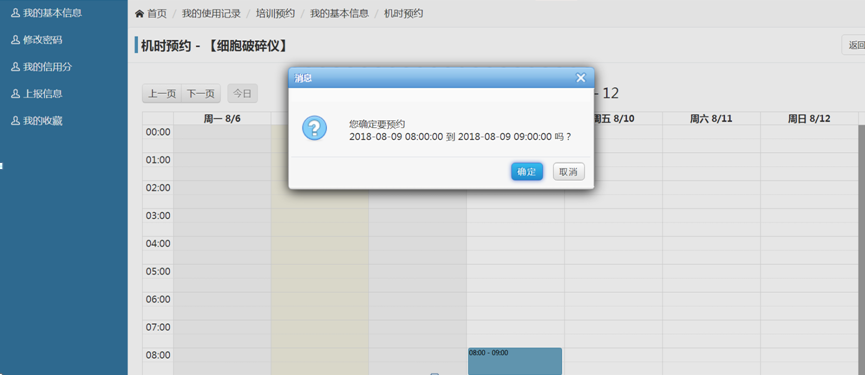 我的基本信息
修改密码
我的信用分
上报信息
我的收藏
首页 / 我的使用记录 / 培训预约 / 我的基本信息 / 机时预约
机时预约 - 【细胞破碎仪】
返回
上一页 下一页 今日
- 12
周一 8/6
周五 8/10 周六 8/11 周日 8/12
消息
您确定要预约
2018-08-09 08:00:00 到 2018-08-09 09:00:00 吗？
确定 取消
00:00
01:00
02:00
03:00
04:00
05:00
06:00
07:00
08:00
08:00 - 09:00